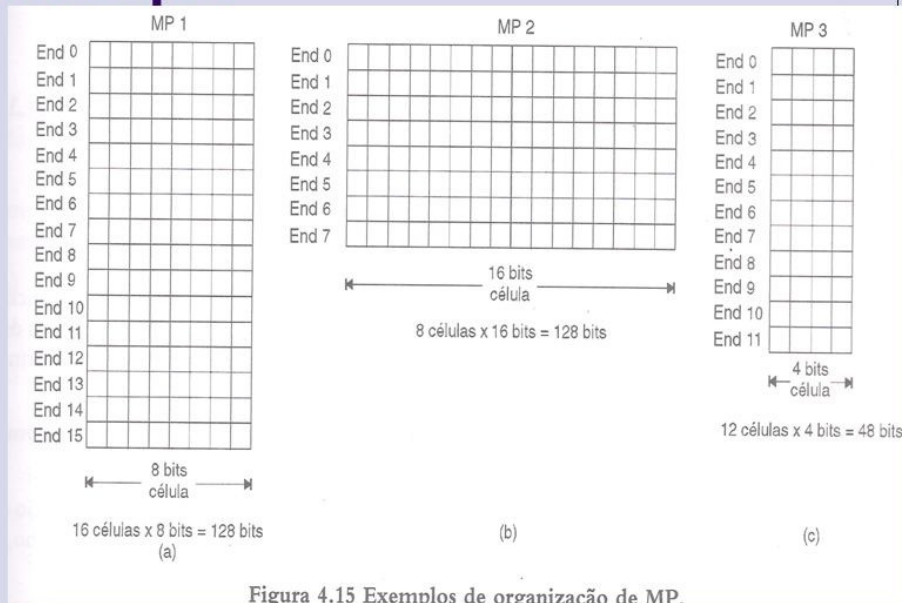 MP 1
End 0
End 1
End 2
End 3
End 4
End 5
End 6
End 7
End 8
End 9
End 10
End 11
End 12
End 13
End 14
End 15
8 bits
célula
16 células x 8 bits = 128 bits
(a)
MP 2
End 0
End 1
End 2
End 3
End 4
End 5
End 6
End 7
16 bits
célula
8 células x 16 bits = 128 bits
(b)
MP 3
End 0
End 1
End 2
End 3
End 4
End 5
End 6
End 7
End 8
End 9
End 10
End 11
4 bits
célula
12 células x 4 bits = 48 bits
(c)
Figura 4.15 Exemplos de organização de MP.